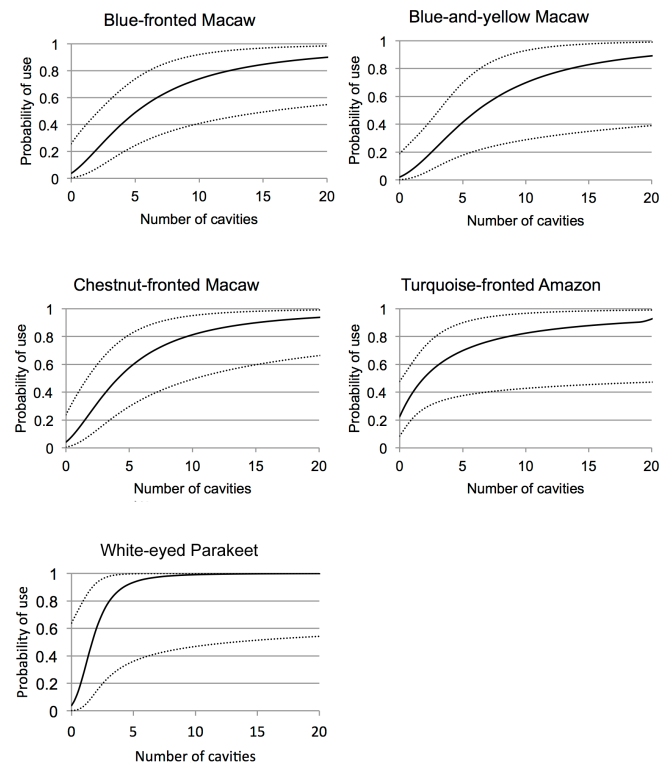 Blue-fronted Macaw
Probability of use
1
0.8
0.6
0.4
0.2
0
0 5 10 15 20
Number of cavities
Blue-and-yellow Macaw
Probability of use
1
0.8
0.6
0.4
0.2
0
0 5 10 15 20
Number of cavities
Chestnut-fronted Macaw
Probability of use
1
0.8
0.6
0.4
0.2
0
0 5 10 15 20
Number of cavities
Turquoise-fronted Amazon
Probability of use
1
0.8
0.6
0.4
0.2
0
0 5 10 15 20
Number of cavities
White-eyed Parakeet
Probability of use
1
0.8
0.6
0.4
0.2
0
0 5 10 15 20
Number of cavities